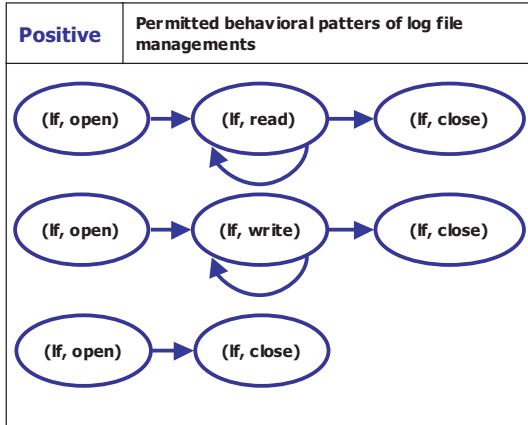 Positive
Permitted behavioral patters of log file
managements
(lf, open) (lf, read) (lf, close)
(lf, open) (lf, write) (lf, close)
(lf, open) (lf, close)